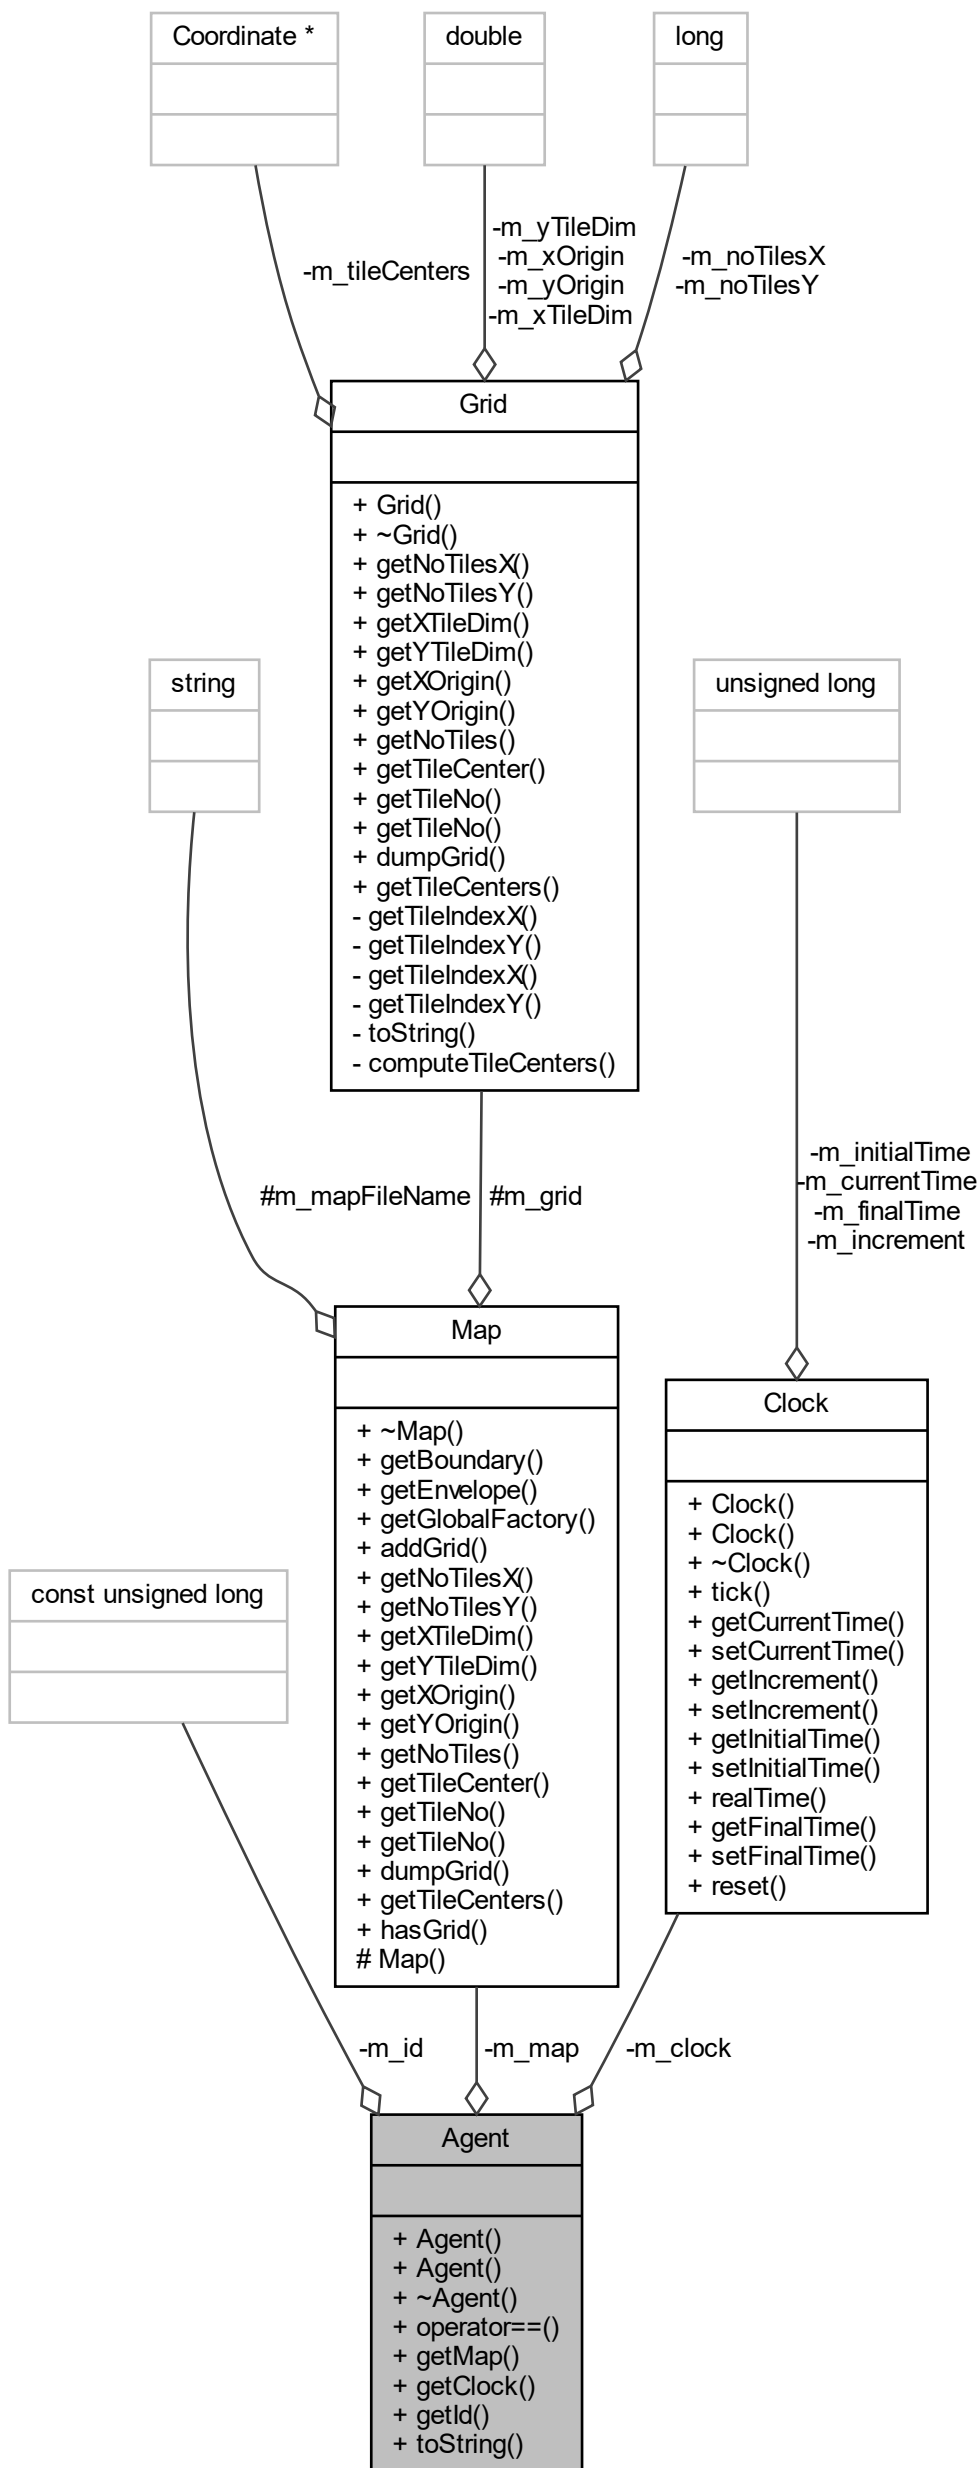 Coordinate *
double
long
-m_tileCenters
-m_yTileDim
-m_xOrigin
-m_yOrigin
-m_xTileDim
-m_noTilesX
-m_noTilesY
Grid
+ Grid()
+ ~Grid()
+ getNoTilesX()
+ getNoTilesY()
+ getXTileDim()
+ getYTileDim()
+ getXOrigin()
+ getYOrigin()
+ getNoTiles()
+ getTileCenter()
+ getTileNo()
+ getTileNo()
+ dumpGrid()
+ getTileCenters()
- getTileIndexX()
- getTileIndexY()
- getTileIndexX()
- getTileIndexY()
- toString()
- computeTileCenters()
string
unsigned long
#m_mapFileName
#m_grid
-m_initialTime
-m_currentTime
-m_finalTime
-m_increment
Map
+ ~Map()
+ getBoundary()
+ getEnvelope()
+ getGlobalFactory()
+ addGrid()
+ getNoTilesX()
+ getNoTilesY()
+ getXTileDim()
+ getYTileDim()
+ getXOrigin()
+ getYOrigin()
+ getNoTiles()
+ getTileCenter()
+ getTileNo()
+ getTileNo()
+ dumpGrid()
+ getTileCenters()
+ hasGrid()
# Map()
Clock
+ Clock()
+ Clock()
+ ~Clock()
+ tick()
+ getCurrentTime()
+ setCurrentTime()
+ getIncrement()
+ setIncrement()
+ getInitialTime()
+ setInitialTime()
+ realTime()
+ getFinalTime()
+ setFinalTime()
+ reset()
const unsigned long
-m_id
-m_map
-m_clock
Agent
+ Agent()
+ Agent()
+ ~Agent()
+ operator==()
+ getMap()
+ getClock()
+ getId()
+ toString()